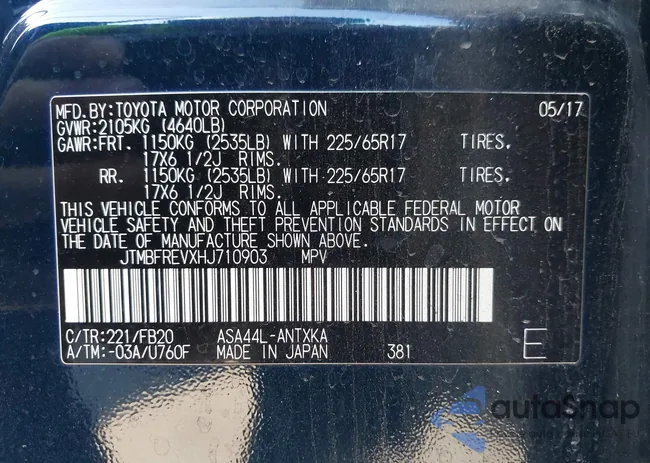 MFD.BY:TOYOTA MOTOR CORPORATION 05/17
GVWR:2105KG (4640LB)
GAWR:FRT. 1150KG (2535LB) WITH 225/65R17 TIRES,
17X6 1/2J RIMS.
RR. 1150KG (2535LB) WITH 225/65R17 TIRES,
17X6 1/2J RIMS.
THIS VEHICLE CONFORMS TO ALL APPLICABLE FEDERAL MOTOR
VEHICLE SAFETY AND THEFT PREVENTION STANDARDS IN EFFECT ON
THE DATE OF MANUFACTURE SHOWN ABOVE.
JTMBFREVXHJ710903 MPV
C/TR:221/FB20 ASA44L-ANTXKA
A/TM:-03A/U760F MADE IN JAPAN 381 E
autoSnap